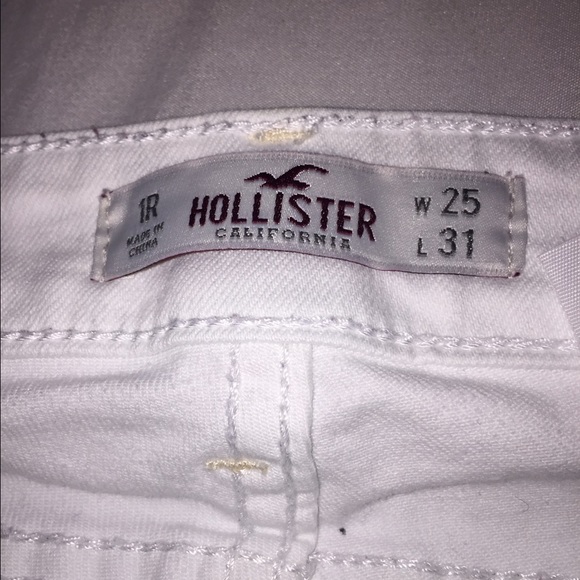 1R
MADE IN
CHINA
HOLLISTER
CALIFORNIA
W 25
L 31